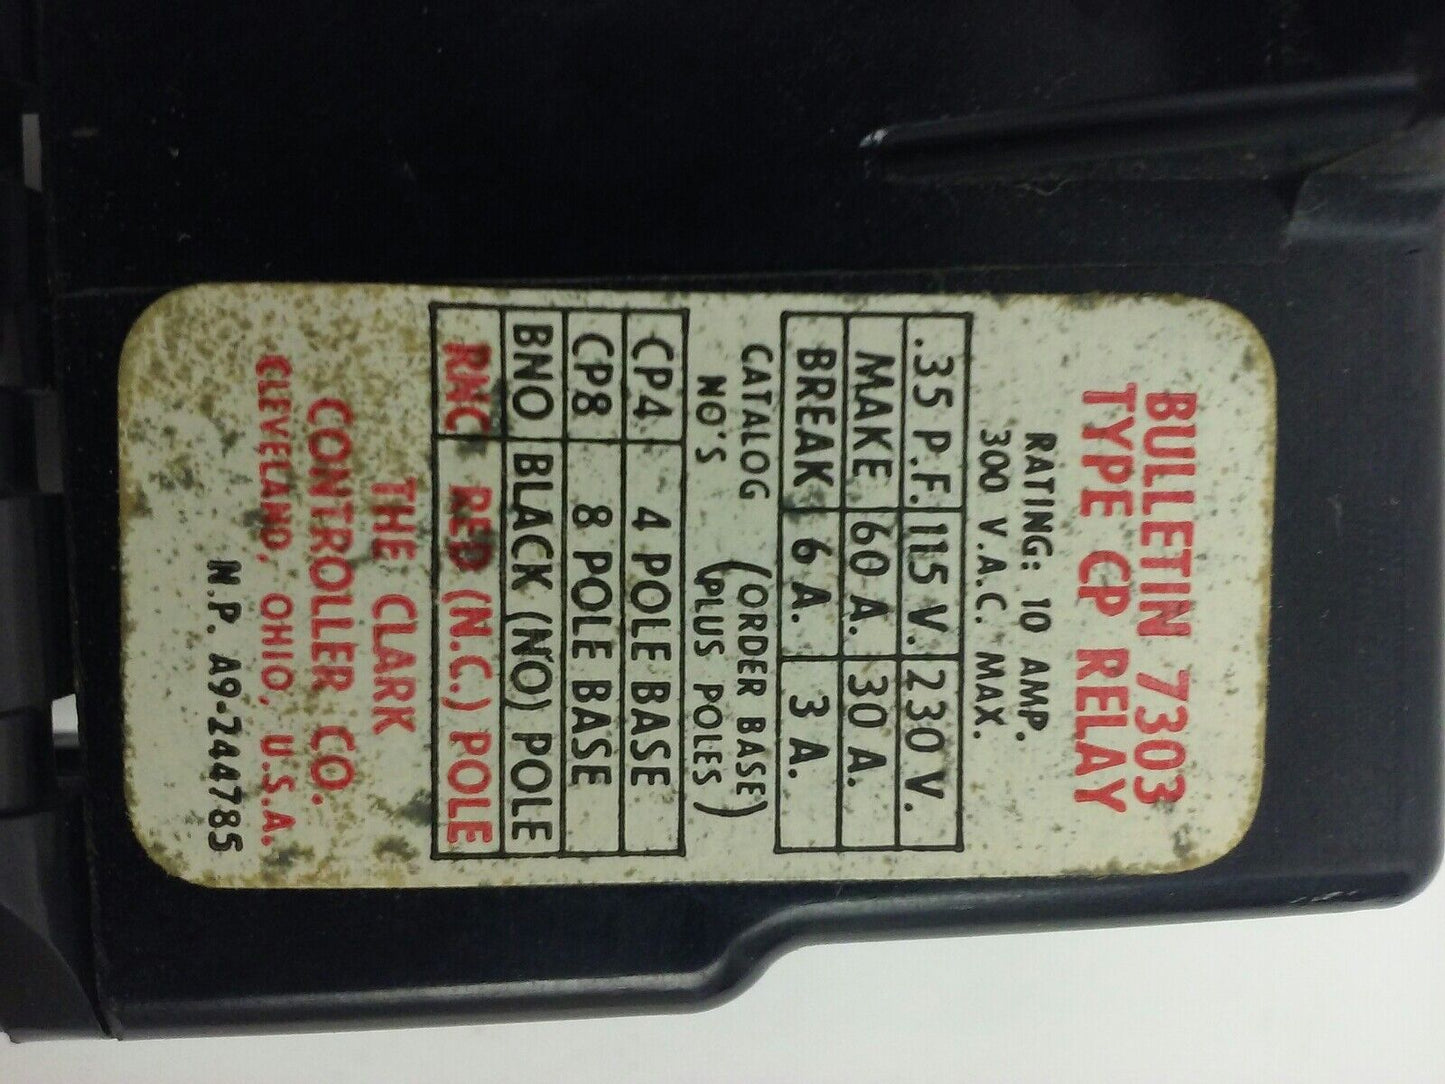 BULLETIN 7303
TYPE CP RELAY
RATING: 10 AMP.
300 V.A.C. MAX.
.35 P.F. 115 V. 230 V.
MAKE 60 A. 30 A.
BREAK 6 A. 3 A.
CATALOG (ORDER BASE)
NO'S (PLUS POLES)
CP4 4 POLE BASE
CP8 8 POLE BASE
BNO BLACK (NO) POLE
RNC RED (N.C.) POLE
THE CLARK
CONTROLLER CO.
CLEVELAND, OHIO, U.S.A.
N.P. A9-244785